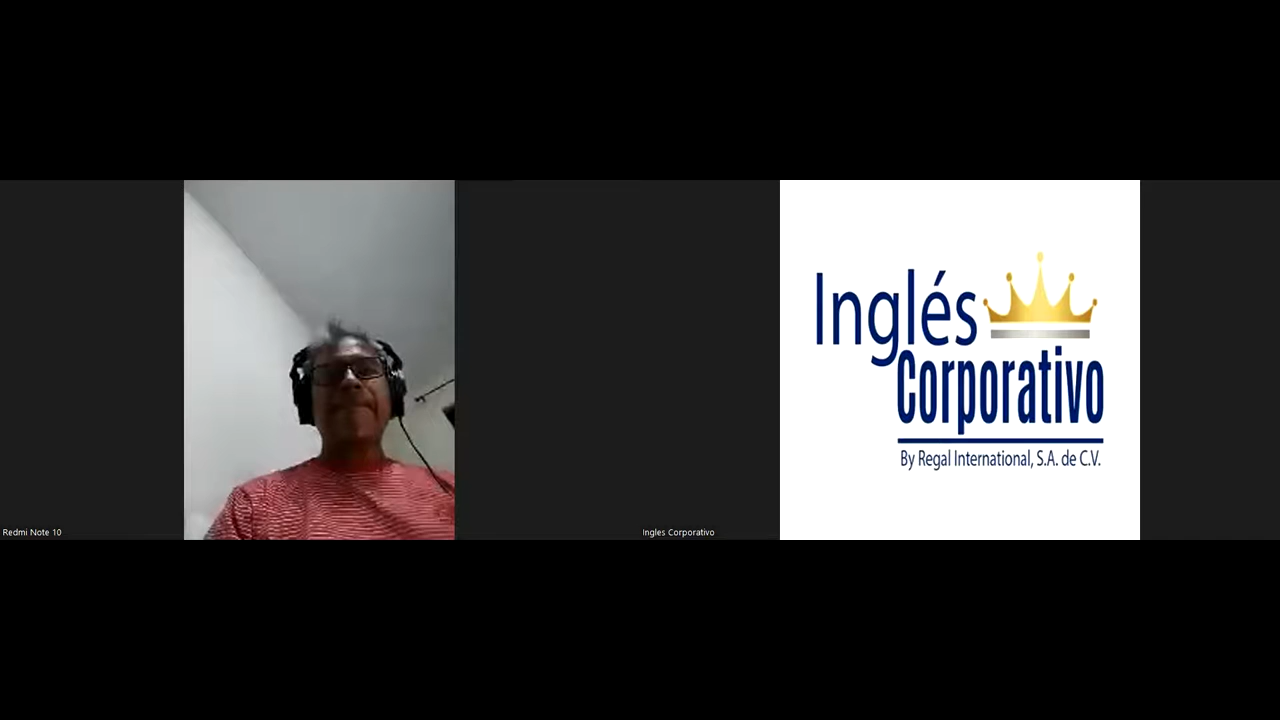 Inglés
Corporativo
By Regal International, S.A. de C.V.
Redmi Note 10
Ingles Corporativo